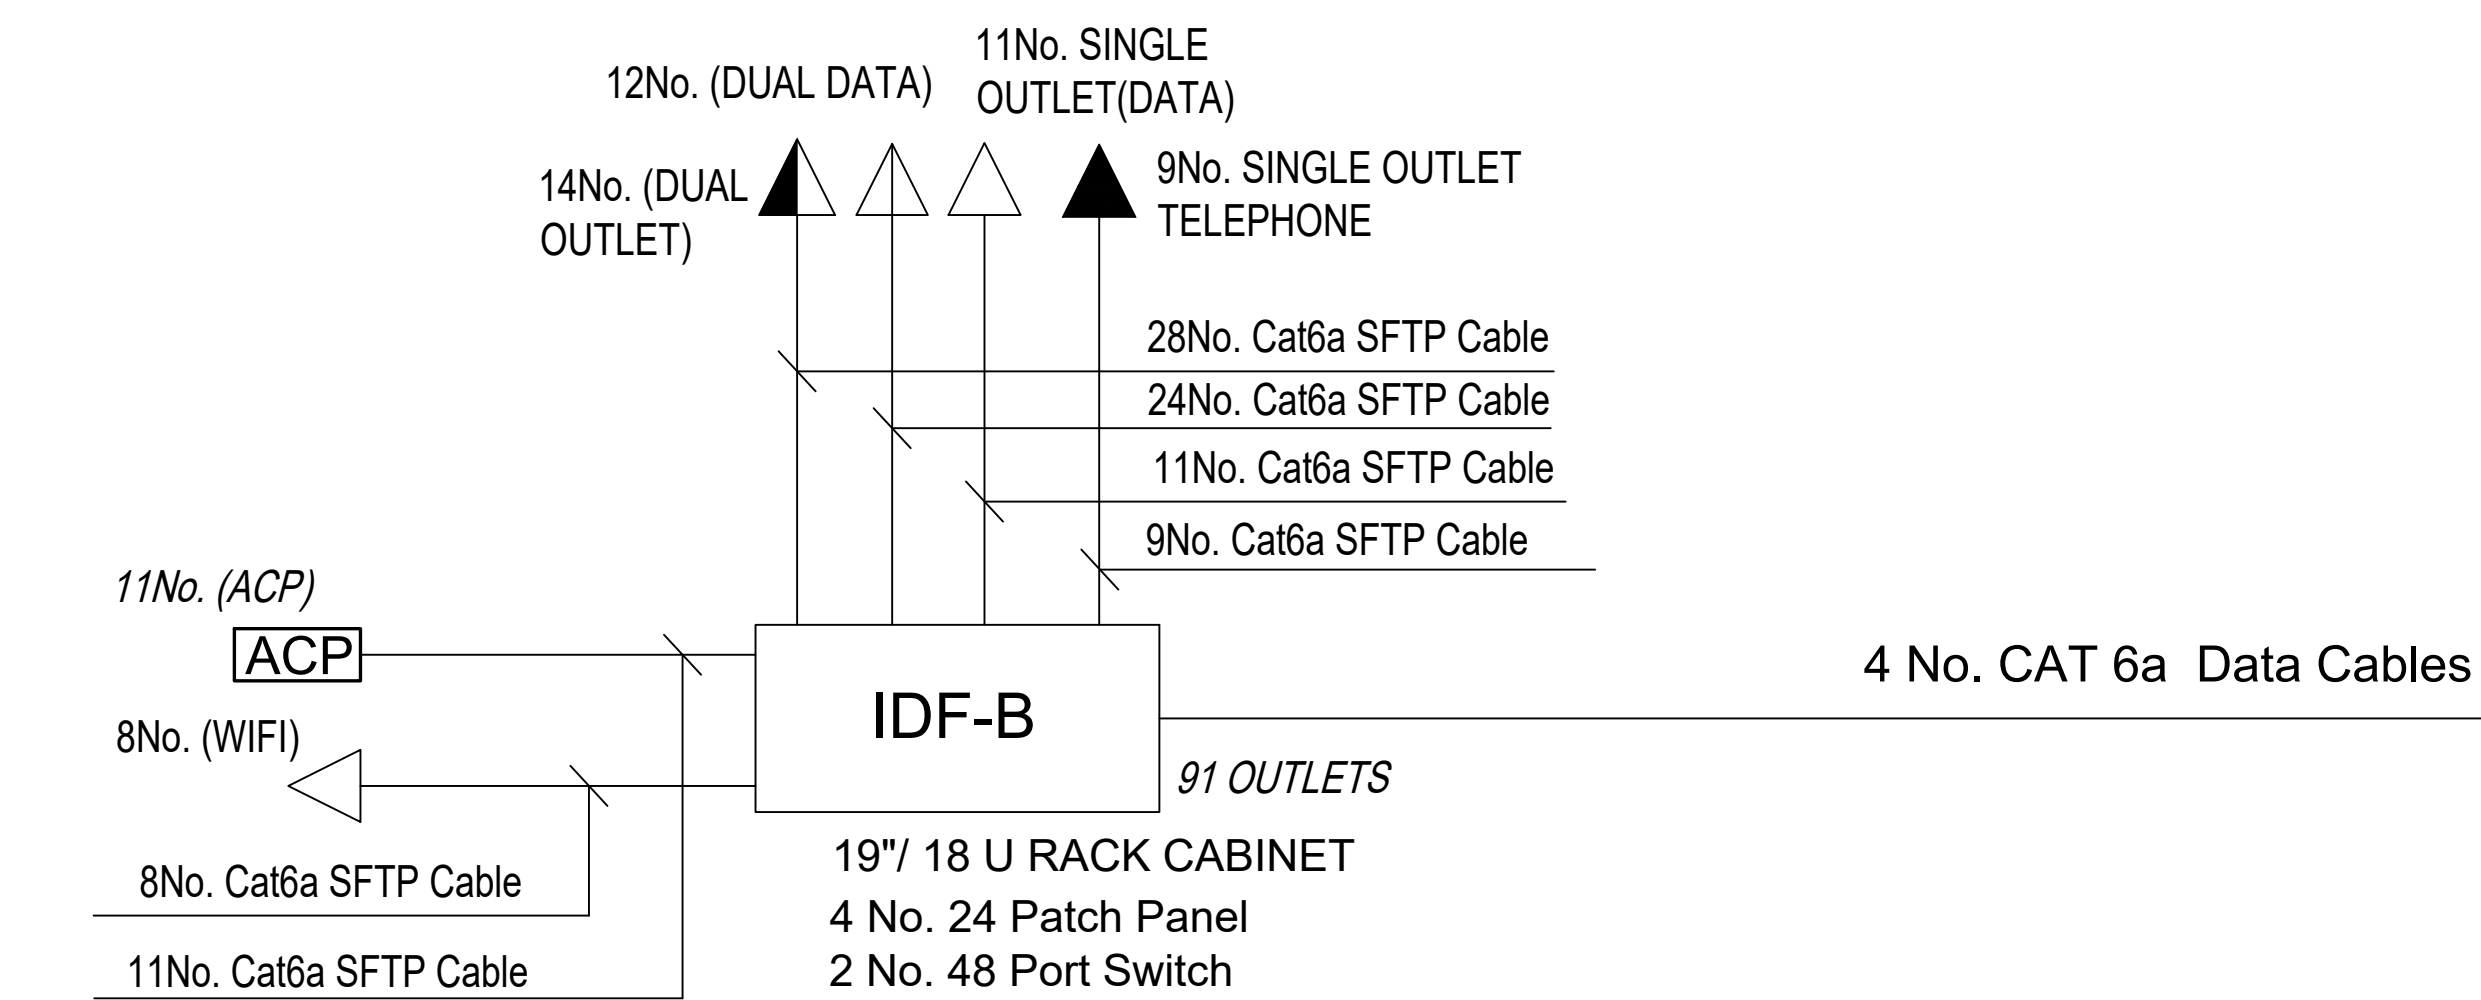 11No. SINGLE
OUTLET(DATA)
12No. (DUAL DATA)
14No. (DUAL
OUTLET)
9No. SINGLE OUTLET
TELEPHONE
28No. Cat6a SFTP Cable
24No. Cat6a SFTP Cable
11No. Cat6a SFTP Cable
9No. Cat6a SFTP Cable
11No. (ACP)
ACP
8No. (WIFI)
IDF-B
4 No. CAT 6a  Data Cables
91 OUTLETS
19"/ 18 U RACK CABINET
4 No. 24 Patch Panel
2 No. 48 Port Switch
8No. Cat6a SFTP Cable
11No. Cat6a SFTP Cable